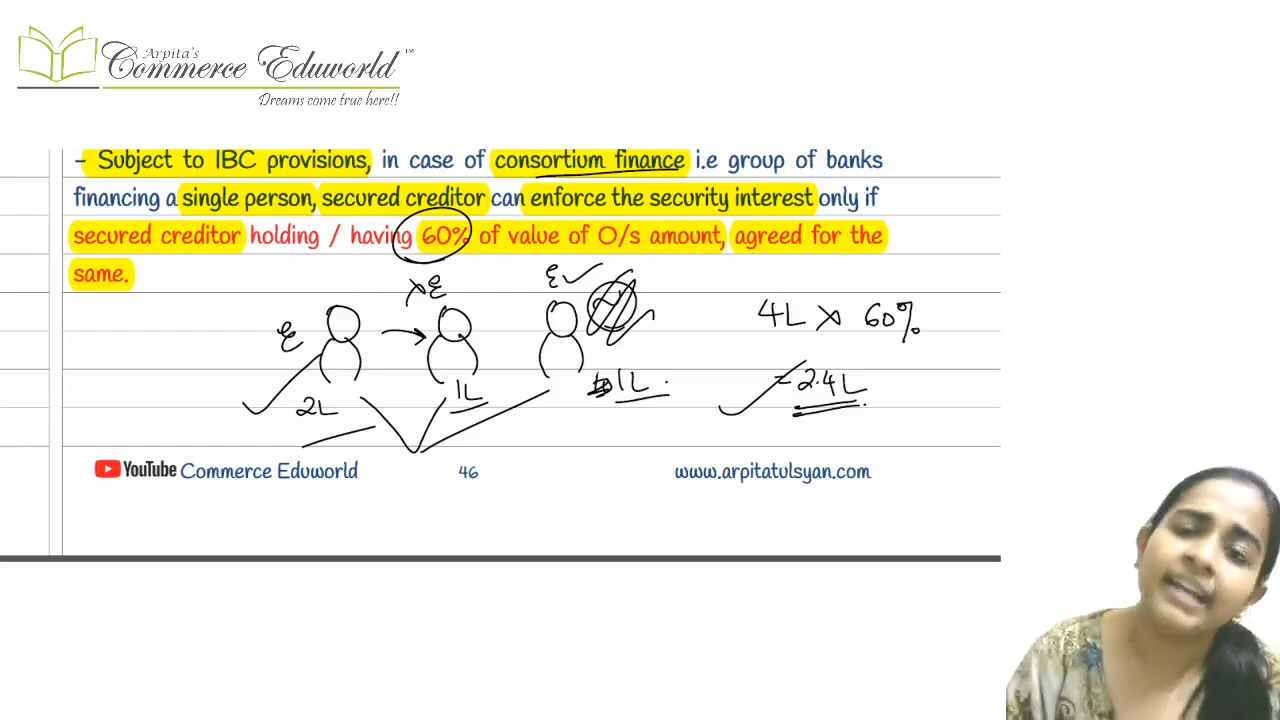 Arpita's
Commerce Eduworld™
Dreams come true here!!
- Subject to IBC provisions, in case of consortium finance i.e group of banks
financing a single person, secured creditor can enforce the security interest only if
secured creditor holding / having 60% of value of O/s amount, agreed for the
same.
4L × 60%
= 2.4L
2L
1L
1L
YouTube Commerce Eduworld
46
www.arpitatulsyan.com